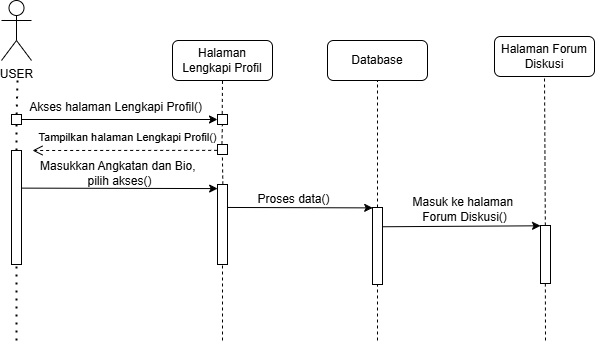 USER
Halaman
Lengkapi Profil
Database
Halaman Forum
Diskusi
Akses halaman Lengkapi Profil()
Tampilkan halaman Lengkapi Profil()
Masukkan Angkatan dan Bio,
pilih akses()
Proses data()
Masuk ke halaman
Forum Diskusi()